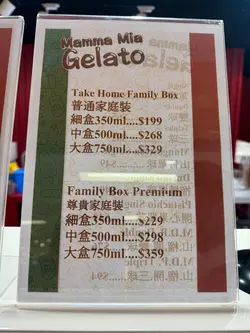 Mamma Mia
Gelato
Take Home Family Box
普通家庭裝
細盒350ml....$199
中盒500ml....$268
大盒750ml....$329
Family Box Premium
尊貴家庭裝
細盒350ml....$229
中盒500ml....$298
大盒750ml....$359